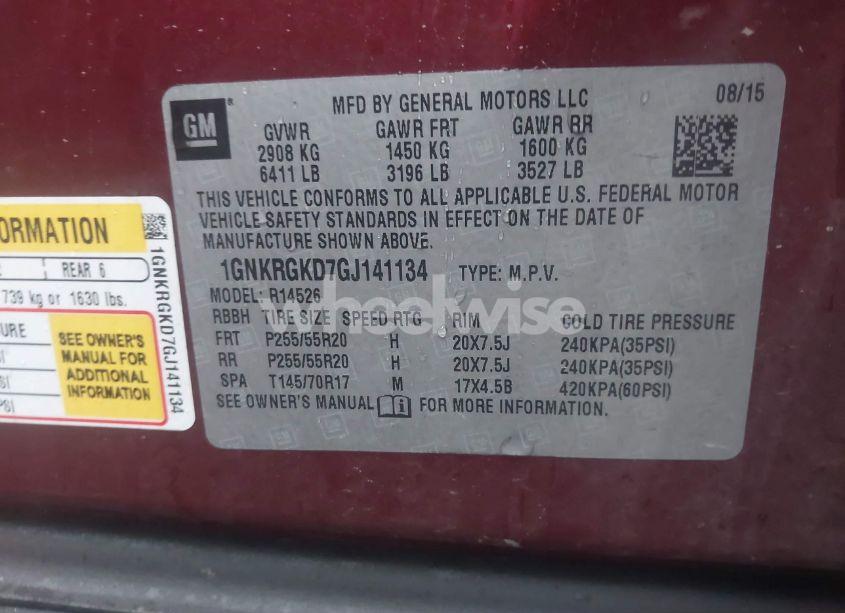 GM
MFD BY GENERAL MOTORS LLC 08/15
GVWR GAWR FRT GAWR RR
2908 KG 1450 KG 1600 KG
6411 LB 3196 LB 3527 LB
THIS VEHICLE CONFORMS TO ALL APPLICABLE U.S. FEDERAL MOTOR
VEHICLE SAFETY STANDARDS IN EFFECT ON THE DATE OF
MANUFACTURE SHOWN ABOVE.
1GNKRGKD7GJ141134 TYPE: M.P.V.
MODEL: R14526
RBBH TIRE SIZE SPEED RTG RIM COLD TIRE PRESSURE
FRT P255/55R20 H 20X7.5J 240KPA(35PSI)
RR P255/55R20 H 20X7.5J 240KPA(35PSI)
SPA T145/70R17 M 17X4.5B 420KPA(60PSI)
SEE OWNER'S MANUAL FOR MORE INFORMATION.
wheelwise
ORMATION
REAR 6
739 kg or 1630 lbs.
SEE OWNER'S
MANUAL FOR
ADDITIONAL
INFORMATION
1GNKRGKD7GJ141134